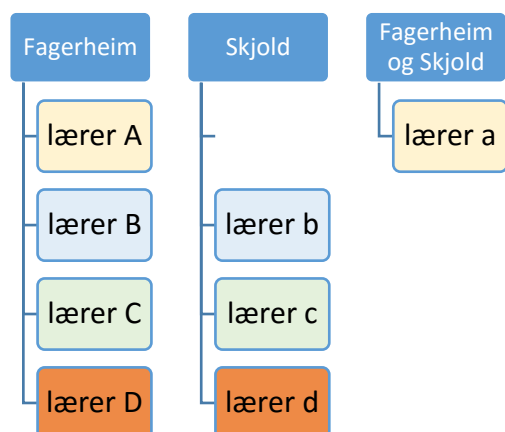 Fagerheim
lærer A
lærer B
lærer C
lærer D
Skjold
lærer b
lærer c
lærer d
Fagerheim
og Skjold
lærer a